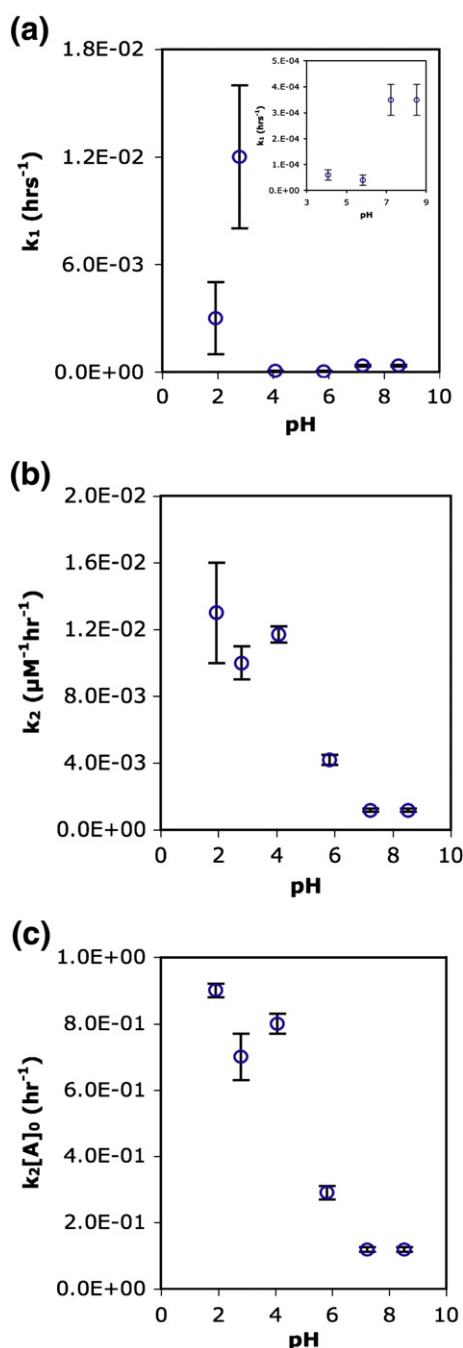 (a)
1.8E-02
1.2E-02
6.0E-03
0.0E+00
k₁ (hrs⁻¹)
0 2 4 6 8 10
pH
5.E-04
4.E-04
3.E-04
2.E-04
1.E-04
0.E+00
k₁ (hrs⁻¹)
3 5 7 9
pH
(b)
2.0E-02
1.6E-02
1.2E-02
8.0E-03
4.0E-03
0.0E+00
k₂ (µM⁻¹hr⁻¹)
0 2 4 6 8 10
pH
(c)
1.0E+00
8.0E-01
6.0E-01
4.0E-01
2.0E-01
0.0E+00
k₂[A]₀ (hr⁻¹)
0 2 4 6 8 10
pH